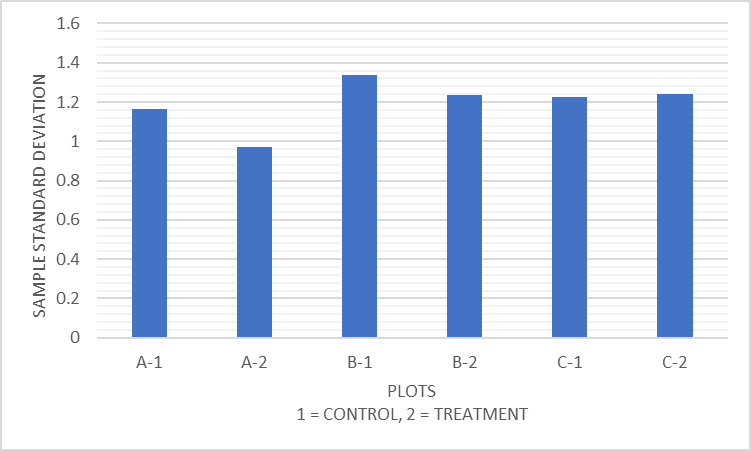 SAMPLE STANDARD DEVIATION
1.6
1.4
1.2
1
0.8
0.6
0.4
0.2
0
A-1 A-2 B-1 B-2 C-1 C-2
PLOTS
1 = CONTROL, 2 = TREATMENT